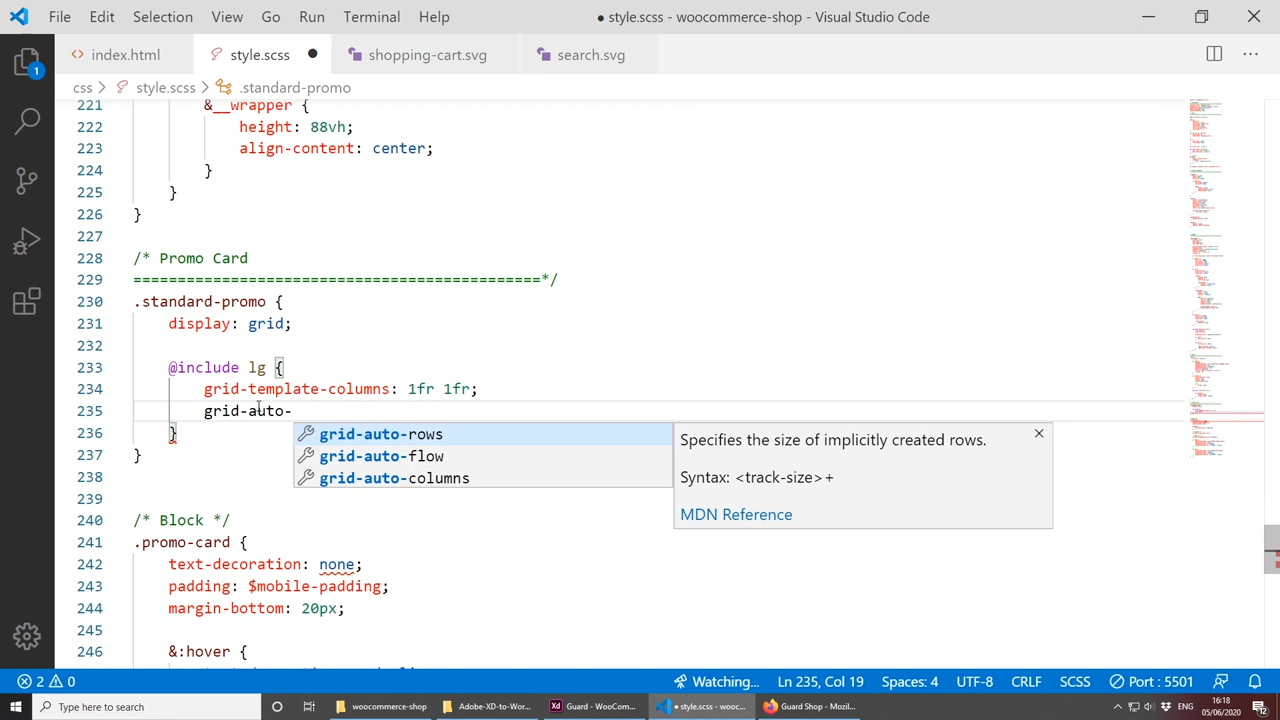 File Edit Selection View Go Run Terminal Help
● style.scss - woocommerce-shop - Visual Studio Code
<> index.html style.scss ● shopping-cart.svg search.svg
css > style.scss > .standard-promo
1
221 &__wrapper {
222 height: 88vh;
223 align-content: center;
224 }
225 }
226 }
227
228 /* Promo Card
229 =========================================*/
230 .standard-promo {
231 display: grid;
232
233 @include lg {
234 grid-template-columns: 1fr 1fr;
235 grid-auto-
236 }
237 }
238
239
240 /* Block */
241 .promo-card {
242 text-decoration: none;
243 padding: $mobile-padding;
244 margin-bottom: 20px;
245
246 &:hover {
grid-auto-rows
grid-auto-flow
grid-auto-columns
Specifies the size of implicitly created rows.
Syntax: <track-size>+
MDN Reference
2 0 Watching... Ln 235, Col 19 Spaces: 4 UTF-8 CRLF SCSS Port : 5501
Type here to search woocommerce-shop Adobe-XD-to-Wor... Guard - WooCom... ● style.scss - wooc... Guard Shop - Mozil... 16:18
05/06/2020